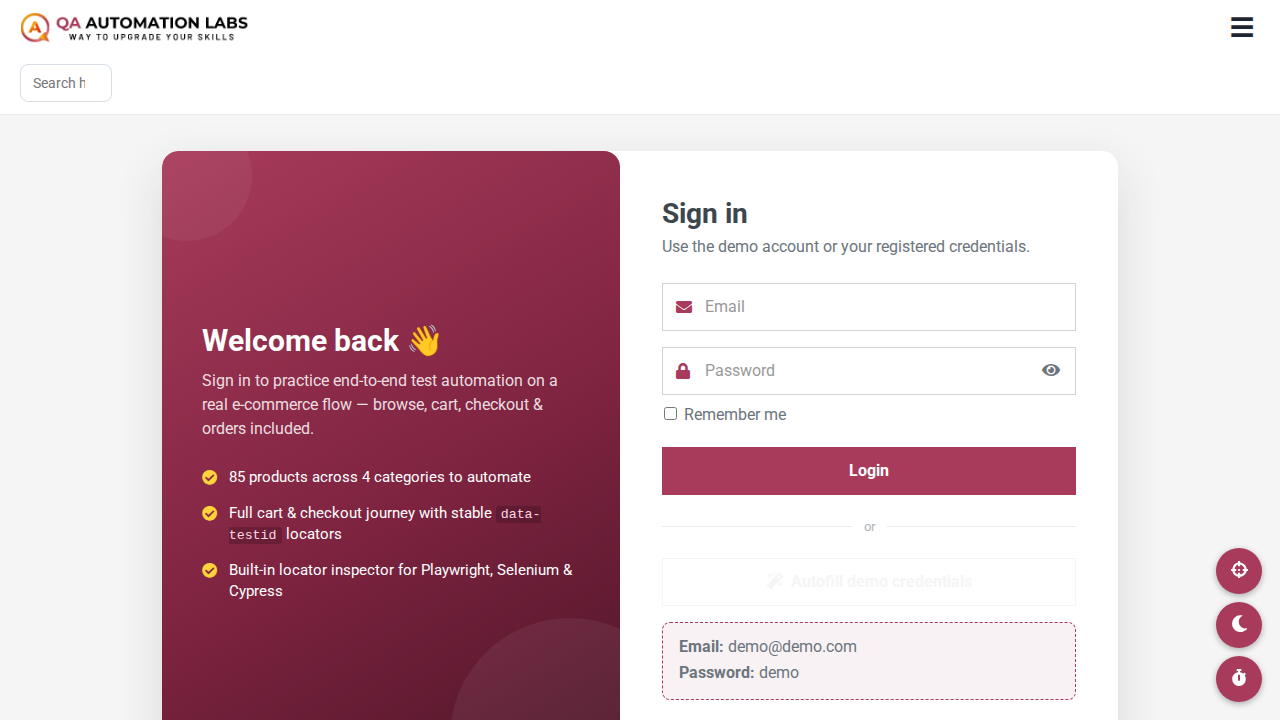 QA AUTOMATION LABS
WAY TO UPGRADE YOUR SKILLS
Search h
Welcome back 👋
Sign in to practice end-to-end test automation on a
real e-commerce flow — browse, cart, checkout &
orders included.
85 products across 4 categories to automate
Full cart & checkout journey with stable data-
testid locators
Built-in locator inspector for Playwright, Selenium &
Cypress
Sign in
Use the demo account or your registered credentials.
Email
Password
Remember me
Login
or
Autofill demo credentials
Email: demo@demo.com
Password: demo